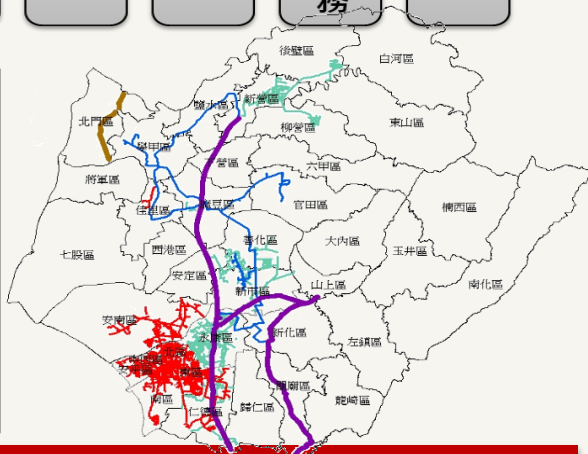 務
後壁區
白河區
鹽水區
新營區
北門區
學甲區
柳營區
東山區
營區
六甲區
將軍區
佳里區
麻豆區
官田區
楠西區
七股區
西港區
善化區
大內區
玉井區
安定區
新市區
山上區
南化區
安南區
永康區
新化區
左鎮區
北區
東區
南區
仁德區
歸仁區
關廟區
龍崎區